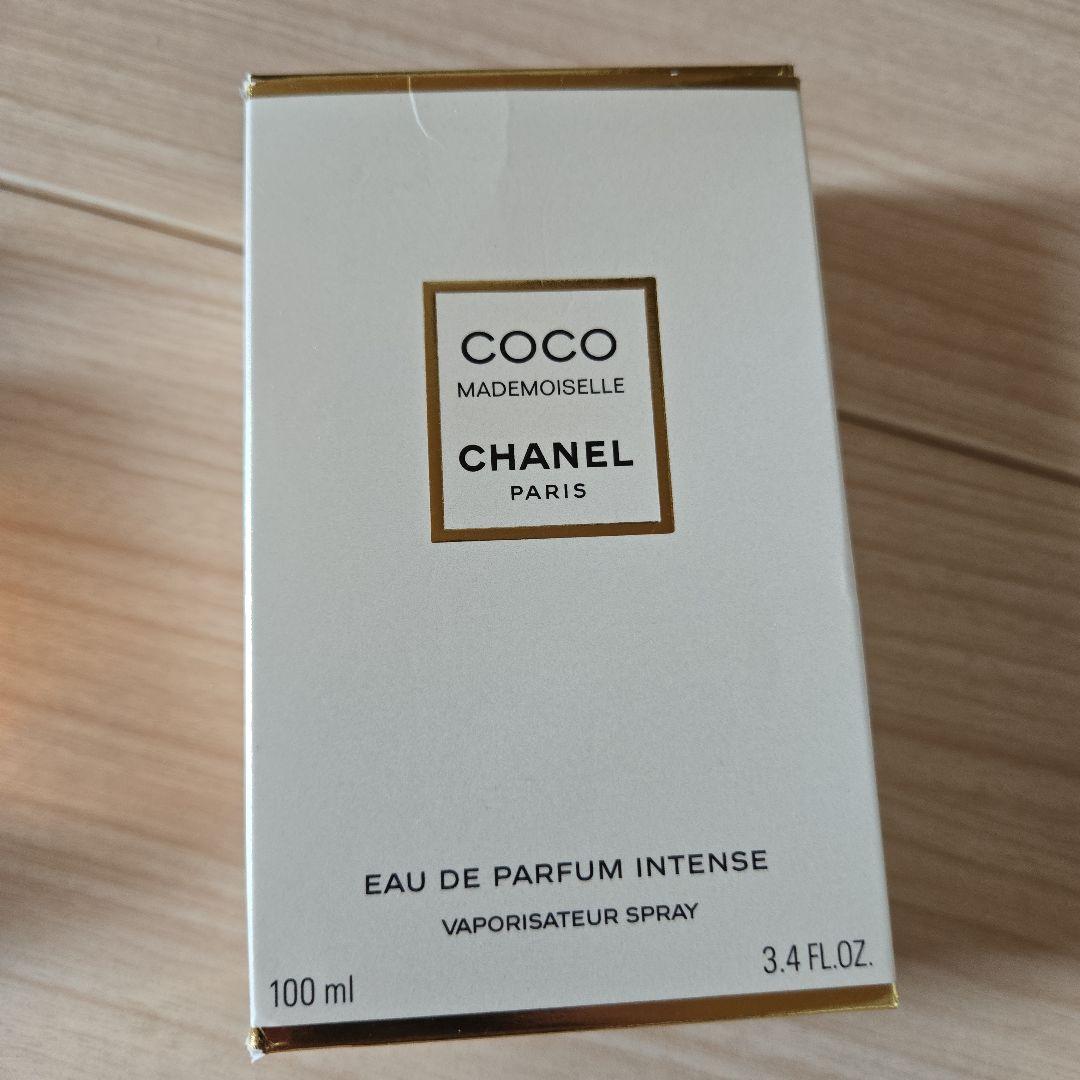 COCO
MADEMOISELLE
CHANEL
PARIS
EAU DE PARFUM INTENSE
VAPORISATEUR SPRAY
100 ml
3.4 FL.OZ.